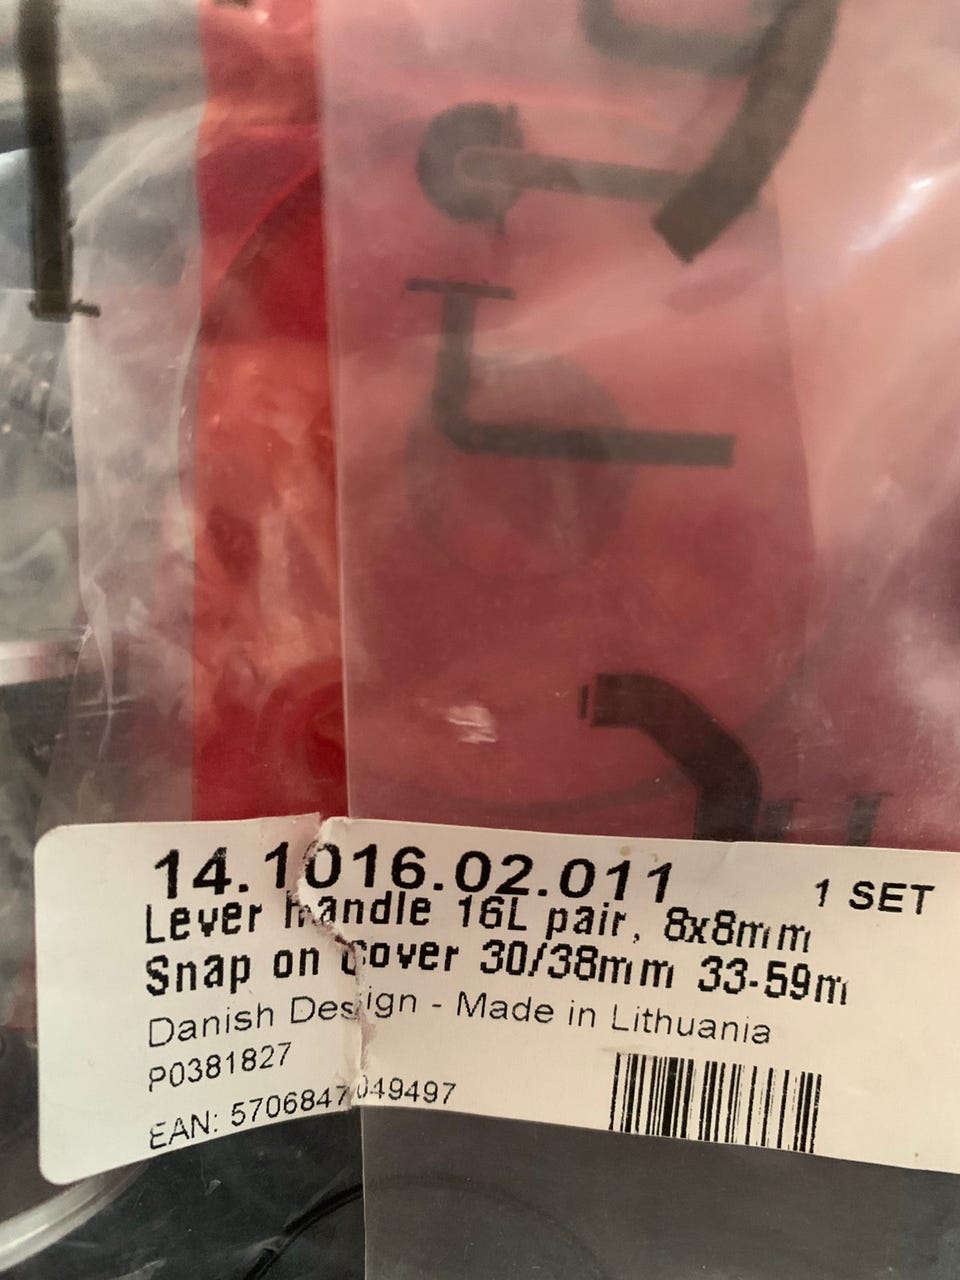 14.1016.02.011
1 SET
Lever handle 16L pair, 8x8mm
Snap on cover 30/38mm 33-59m
Danish Design - Made in Lithuania
P0381827
EAN: 5706847049497